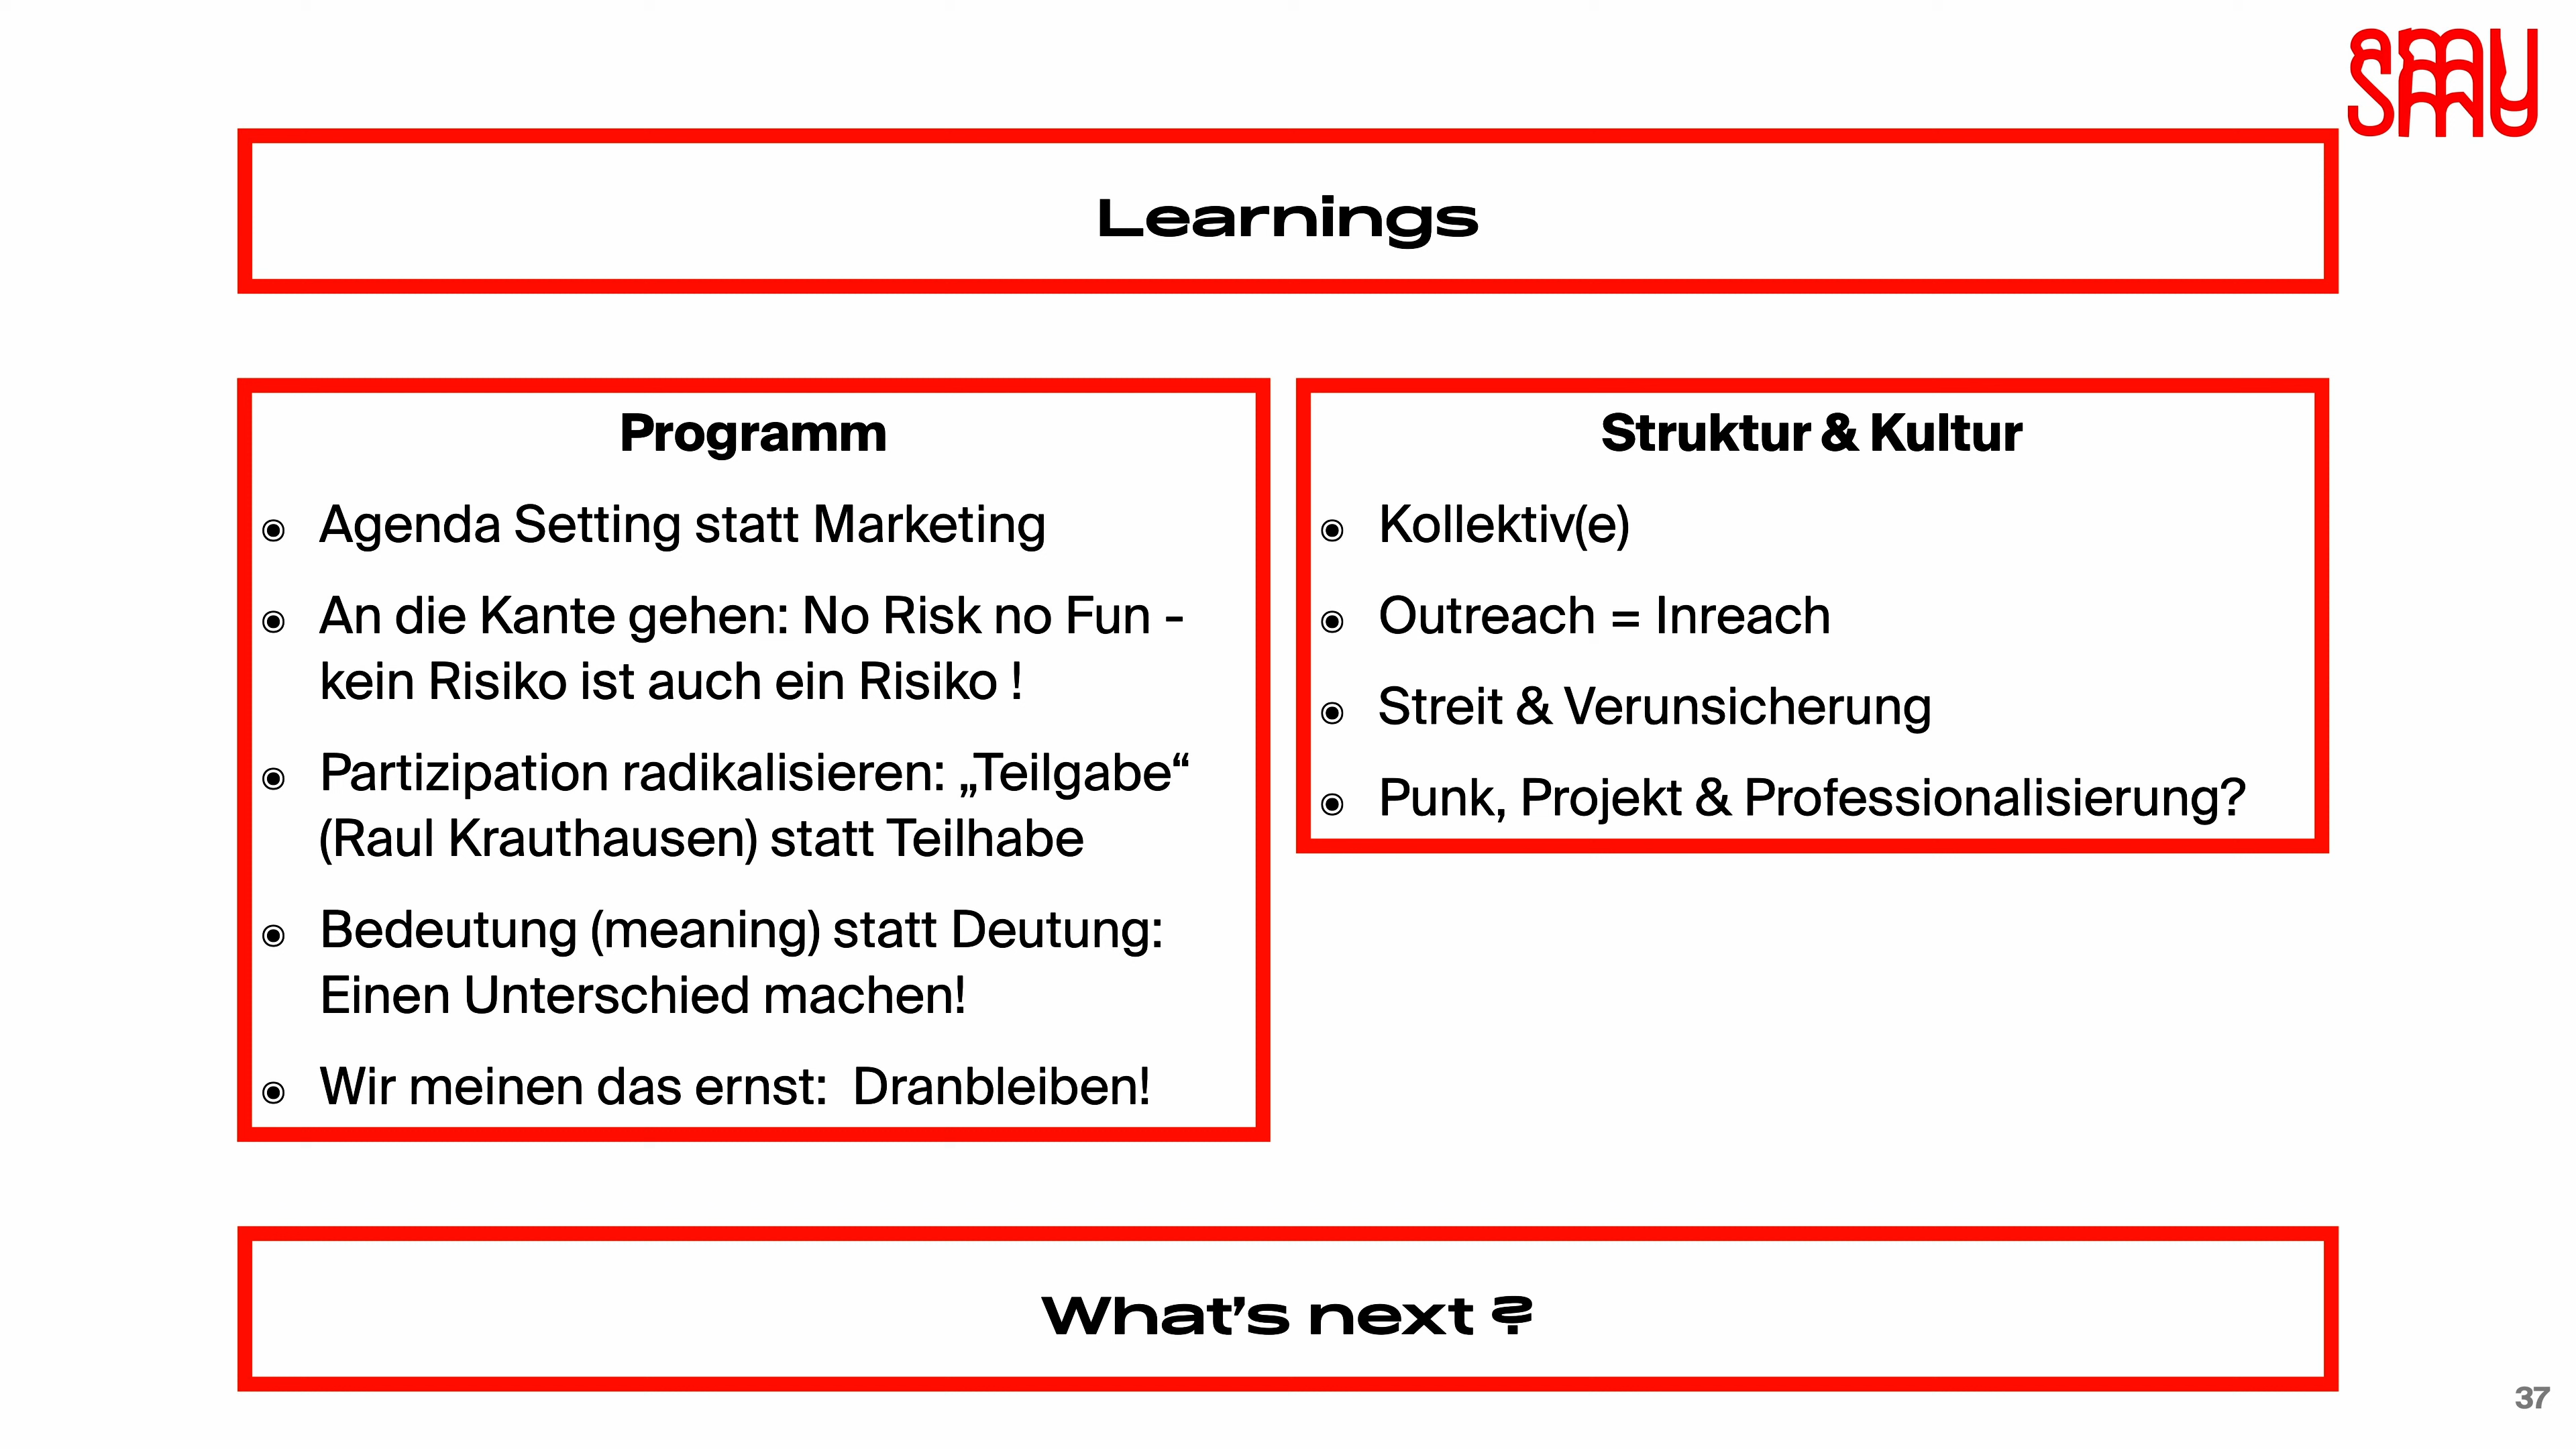 Learnings
Programm
Agenda Setting statt Marketing
An die Kante gehen: No Risk no Fun -
kein Risiko ist auch ein Risiko !
Partizipation radikalisieren: „Teilgabe“
(Raul Krauthausen) statt Teilhabe
Bedeutung (meaning) statt Deutung:
Einen Unterschied machen!
Wir meinen das ernst:  Dranbleiben!
Struktur & Kultur
Kollektiv(e)
Outreach = Inreach
Streit & Verunsicherung
Punk, Projekt & Professionalisierung?
What’s next ?
37